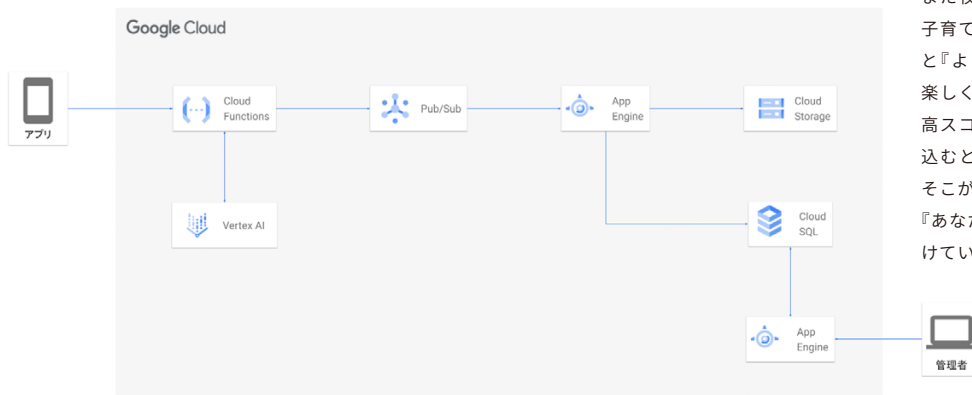 Google Cloud
アプリ
Cloud
Functions
Pub/Sub
App
Engine
Cloud
Storage
Vertex AI
Cloud
SQL
App
Engine
管理者
子育て
と『よ
楽しく
高スコ
込むと
そこが
『あな
けてい